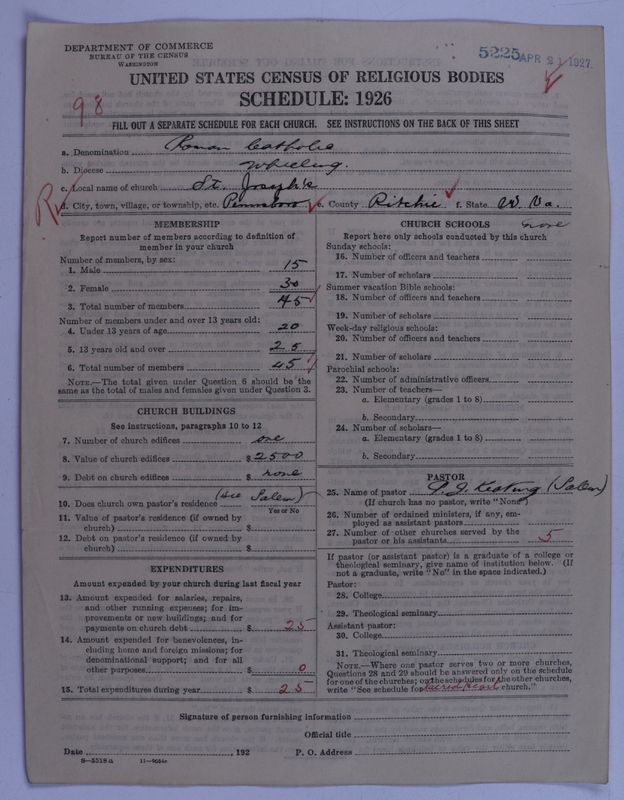 DEPARTMENT OF COMMERCE
BUREAU OF THE CENSUS
WASHINGTON
5225 APR 21 1927
UNITED STATES CENSUS OF RELIGIOUS BODIES
98
SCHEDULE: 1926
FILL OUT A SEPARATE SCHEDULE FOR EACH CHURCH. SEE INSTRUCTIONS ON THE BACK OF THIS SHEET
a. Denomination Roman Catholic
b. Diocese Wheeling.
c. Local name of church St. Joseph's
R
d. City, town, village, or township, etc. Pennsboro e. County Ritchie f. State W. Va.
MEMBERSHIP
Report number of members according to definition of
member in your church
Number of members, by sex:
1. Male 15
2. Female 30
3. Total number of members 45
Number of members under and over 13 years old:
4. Under 13 years of age 20
5. 13 years old and over 25
6. Total number of members 45
NOTE.—The total given under Question 6 should be the
same as the total of males and females given under Question 3.
CHURCH BUILDINGS
See instructions, paragraphs 10 to 12
7. Number of church edifices one
8. Value of church edifices $ 2500
9. Debt on church edifices $ none
(see Salem)
10. Does church own pastor's residence
Yes or No
11. Value of pastor's residence (if owned by
church) $
12. Debt on pastor's residence (if owned by
church) $
EXPENDITURES
Amount expended by your church during last fiscal year
13. Amount expended for salaries, repairs,
and other running expenses; for im-
provements or new buildings; and for
payments on church debt $ 25
14. Amount expended for benevolences, in-
cluding home and foreign missions; for
denominational support; and for all
other purposes $ 0
15. Total expenditures during year $ 25
CHURCH SCHOOLS none
Report here only schools conducted by this church
Sunday schools:
16. Number of officers and teachers
17. Number of scholars
Summer vacation Bible schools:
18. Number of officers and teachers
19. Number of scholars
Week-day religious schools:
20. Number of officers and teachers
21. Number of scholars
Parochial schools:
22. Number of administrative officers
23. Number of teachers—
a. Elementary (grades 1 to 8)
b. Secondary
24. Number of scholars—
a. Elementary (grades 1 to 8)
b. Secondary
PASTOR
25. Name of pastor P. J. Keating (Salem)
(If church has no pastor, write "None")
26. Number of ordained ministers, if any, em-
ployed as assistant pastors
27. Number of other churches served by the
pastor or his assistants 5
If pastor (or assistant pastor) is a graduate of a college or
theological seminary, give name of institution below. (If
not a graduate, write "No" in the space indicated.)
Pastor:
28. College
29. Theological seminary
Assistant pastor:
30. College
31. Theological seminary
NOTE.—Where one pastor serves two or more churches,
Questions 28 and 29 should be answered only on the schedule
for one of the churches; on the schedules for the other churches,
write "See schedule for Sacred Heart church."
Signature of person furnishing information
Official title
Date , 192 P. O. Address
8—5518a 11—9554